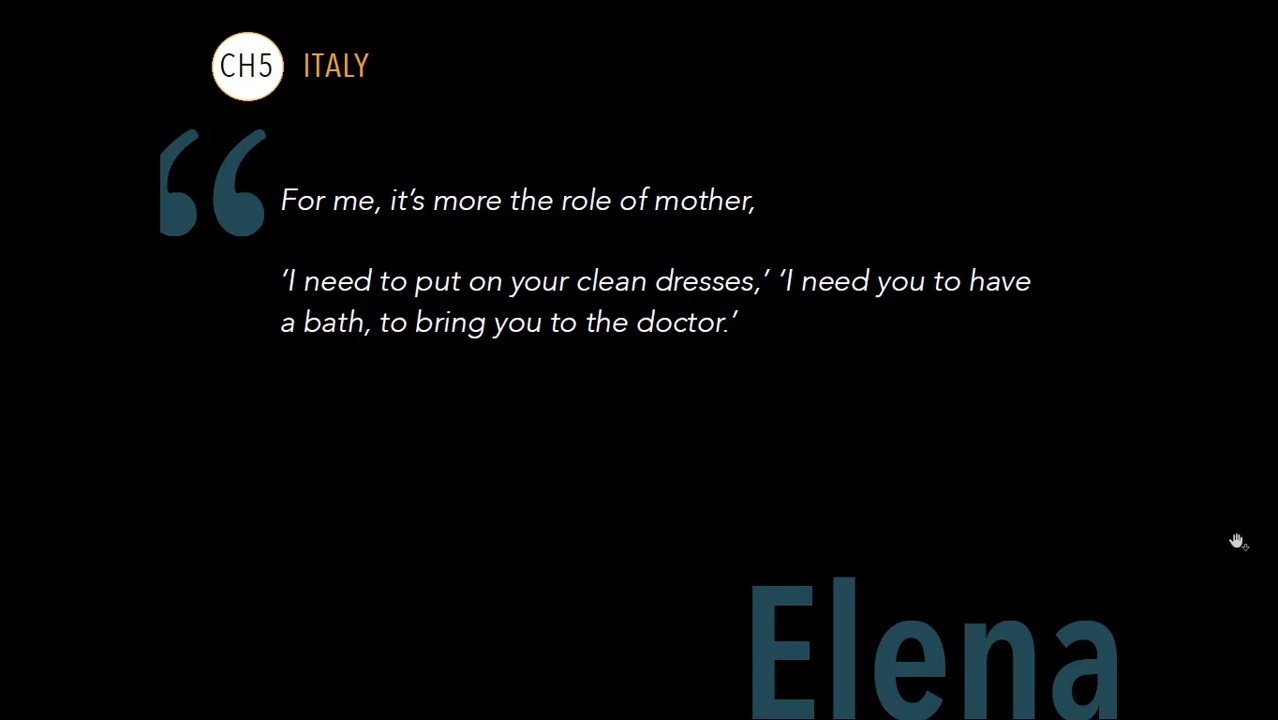 CH5 ITALY
“
For me, it’s more the role of mother,
‘I need to put on your clean dresses,’ ‘I need you to have
a bath, to bring you to the doctor.’
Elena